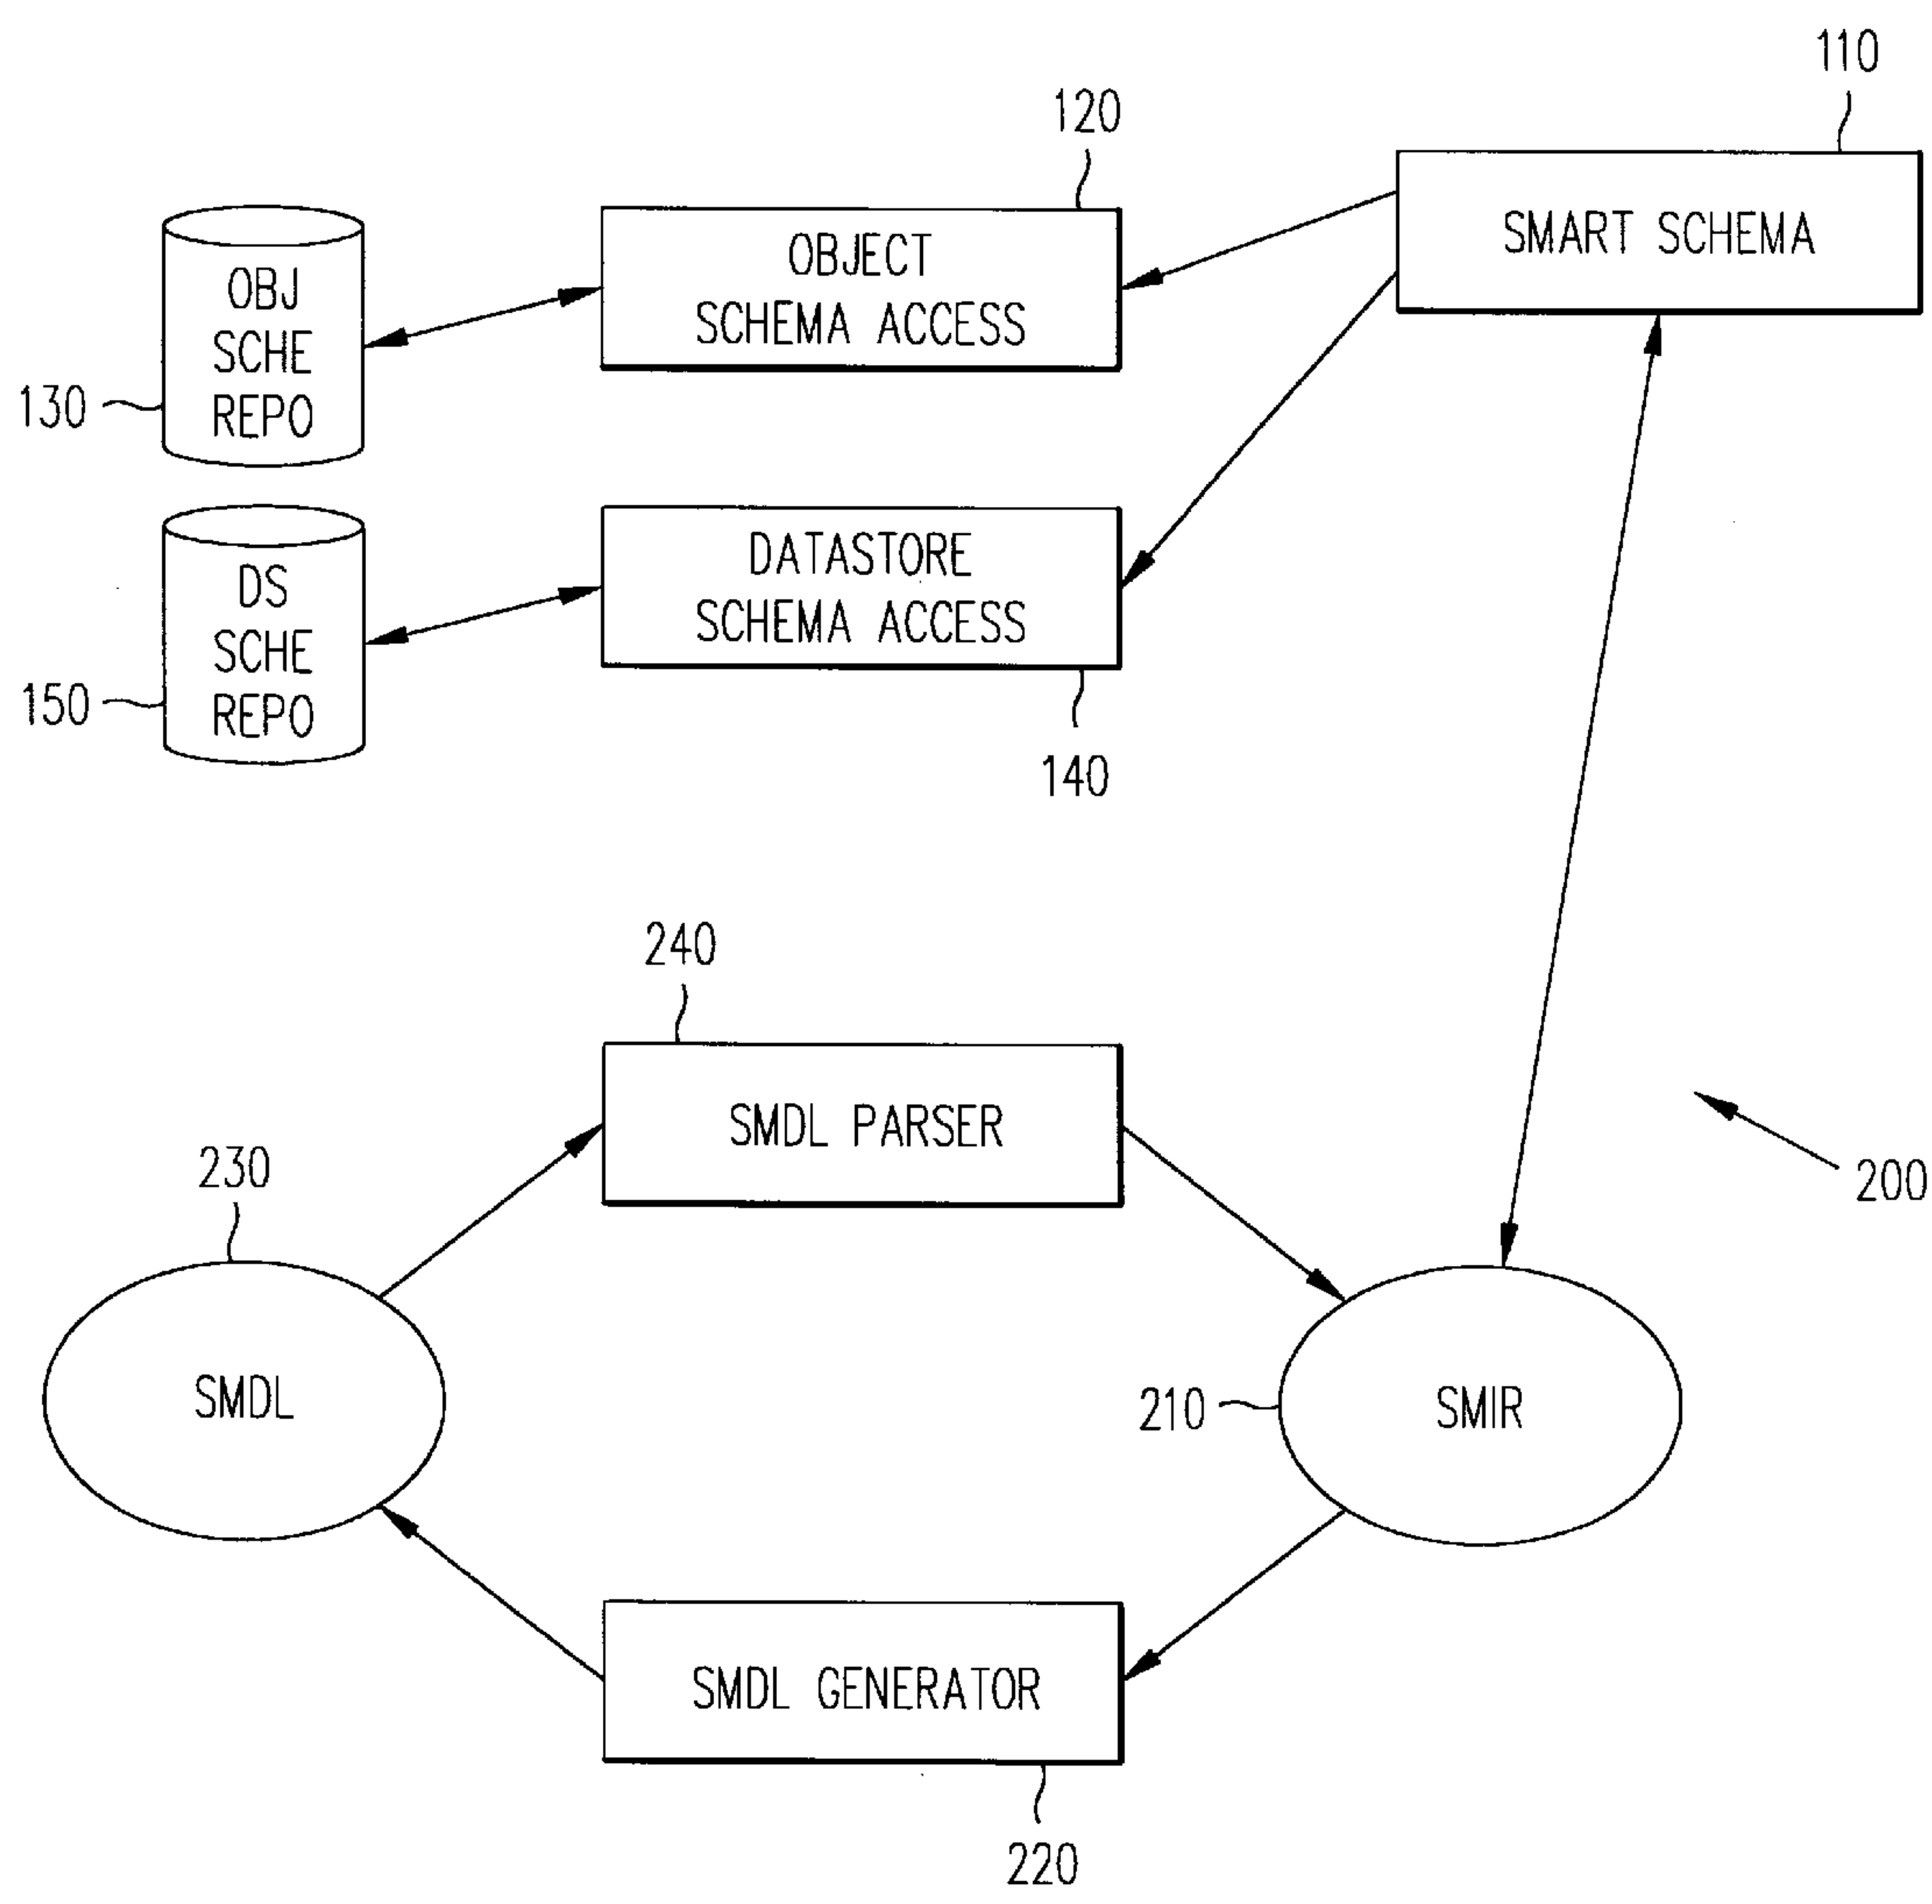 110
120
SMART SCHEMA
OBJECT
SCHEMA ACCESS
OBJ
SCHE
REPO
130
DATASTORE
SCHEMA ACCESS
DS
SCHE
REPO
150
140
240
SMDL PARSER
200
230
SMDL
210
SMIR
SMDL GENERATOR
220